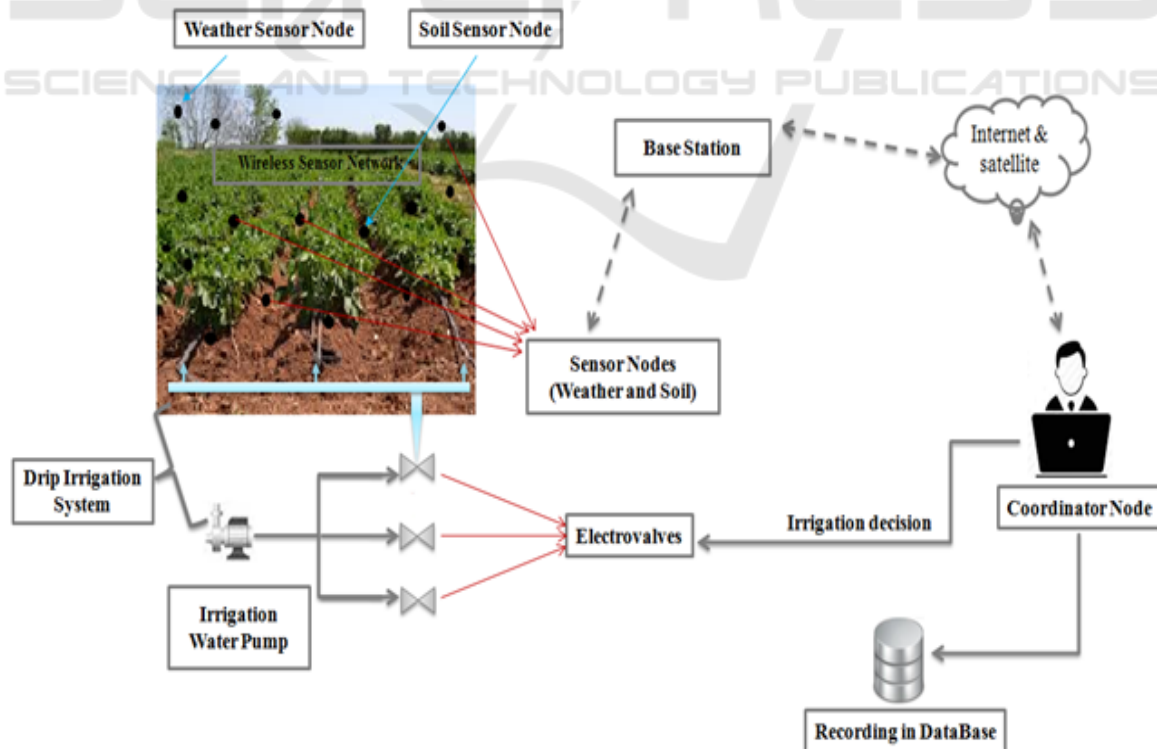 Weather Sensor Node
Soil Sensor Node
SCIENCE AND TECHNOLOGY PUBLICATIONS
Wireless Sensor Network
Base Station
Internet &
satellite
Sensor Nodes
(Weather and Soil)
Drip Irrigation
System
Irrigation
Water Pump
Electrovalves
Irrigation decision
Coordinator Node
Recording in DataBase